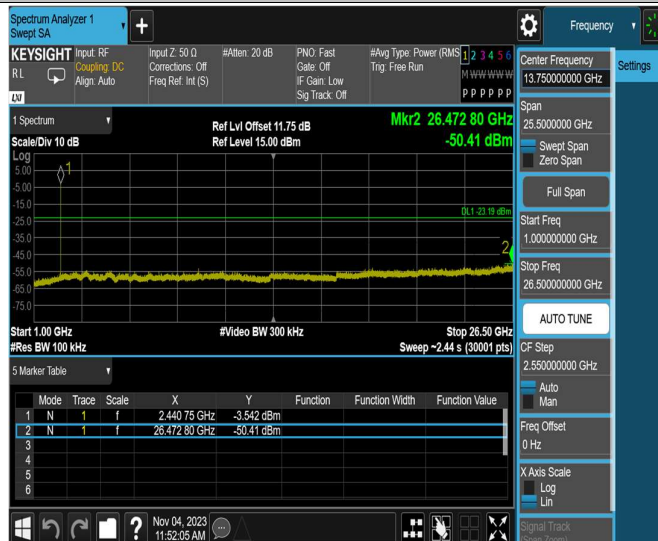 Spectrum Analyzer 1
Swept SA
Frequency
KEYSIGHT
RL
LXI
Input: RF
Coupling: DC
Align: Auto
Input Z: 50 Ω
Corrections: Off
Freq Ref: Int (S)
#Atten: 20 dB
PNO: Fast
Gate: Off
IF Gain: Low
Sig Track: Off
#Avg Type: Power (RMS)
Trig: Free Run
1 2 3 4 5 6
M W W W W W
P P P P P P
Center Frequency
13.750000000 GHz
Settings
Span
25.5000000 GHz
Swept Span
Zero Span
Full Span
Start Freq
1.000000000 GHz
Stop Freq
26.500000000 GHz
AUTO TUNE
CF Step
2.550000000 GHz
Auto
Man
Freq Offset
0 Hz
X Axis Scale
Log
Lin
Signal Track
(Span Zoom)
1 Spectrum
Scale/Div 10 dB
Ref Lvl Offset 11.75 dB
Ref Level 15.00 dBm
Mkr2 26.472 80 GHz
-50.41 dBm
Log
5.00
-5.00
-15.0
-25.0
-35.0
-45.0
-55.0
-65.0
-75.0
1
DL1 -23.19 dBm
2
Start 1.00 GHz
#Res BW 100 kHz
#Video BW 300 kHz
Stop 26.50 GHz
Sweep ~2.44 s (30001 pts)
5 Marker Table
Mode Trace Scale X Y Function Function Width Function Value
1 N 1 f 2.440 75 GHz -3.542 dBm
2 N 1 f 26.472 80 GHz -50.41 dBm
3
4
5
6
?
Nov 04, 2023
11:52:05 AM